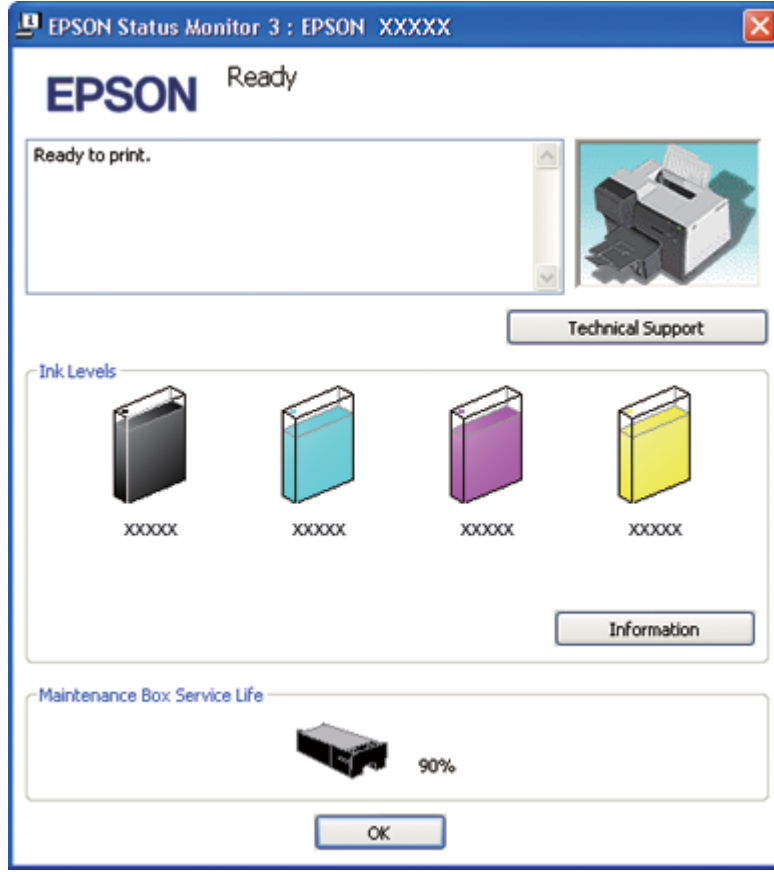 EPSON Status Monitor 3 : EPSON XXXXX
EPSON
Ready
Ready to print.
Technical Support
Ink Levels
XXXXX XXXXX XXXXX XXXXX
Information
Maintenance Box Service Life
90%
OK